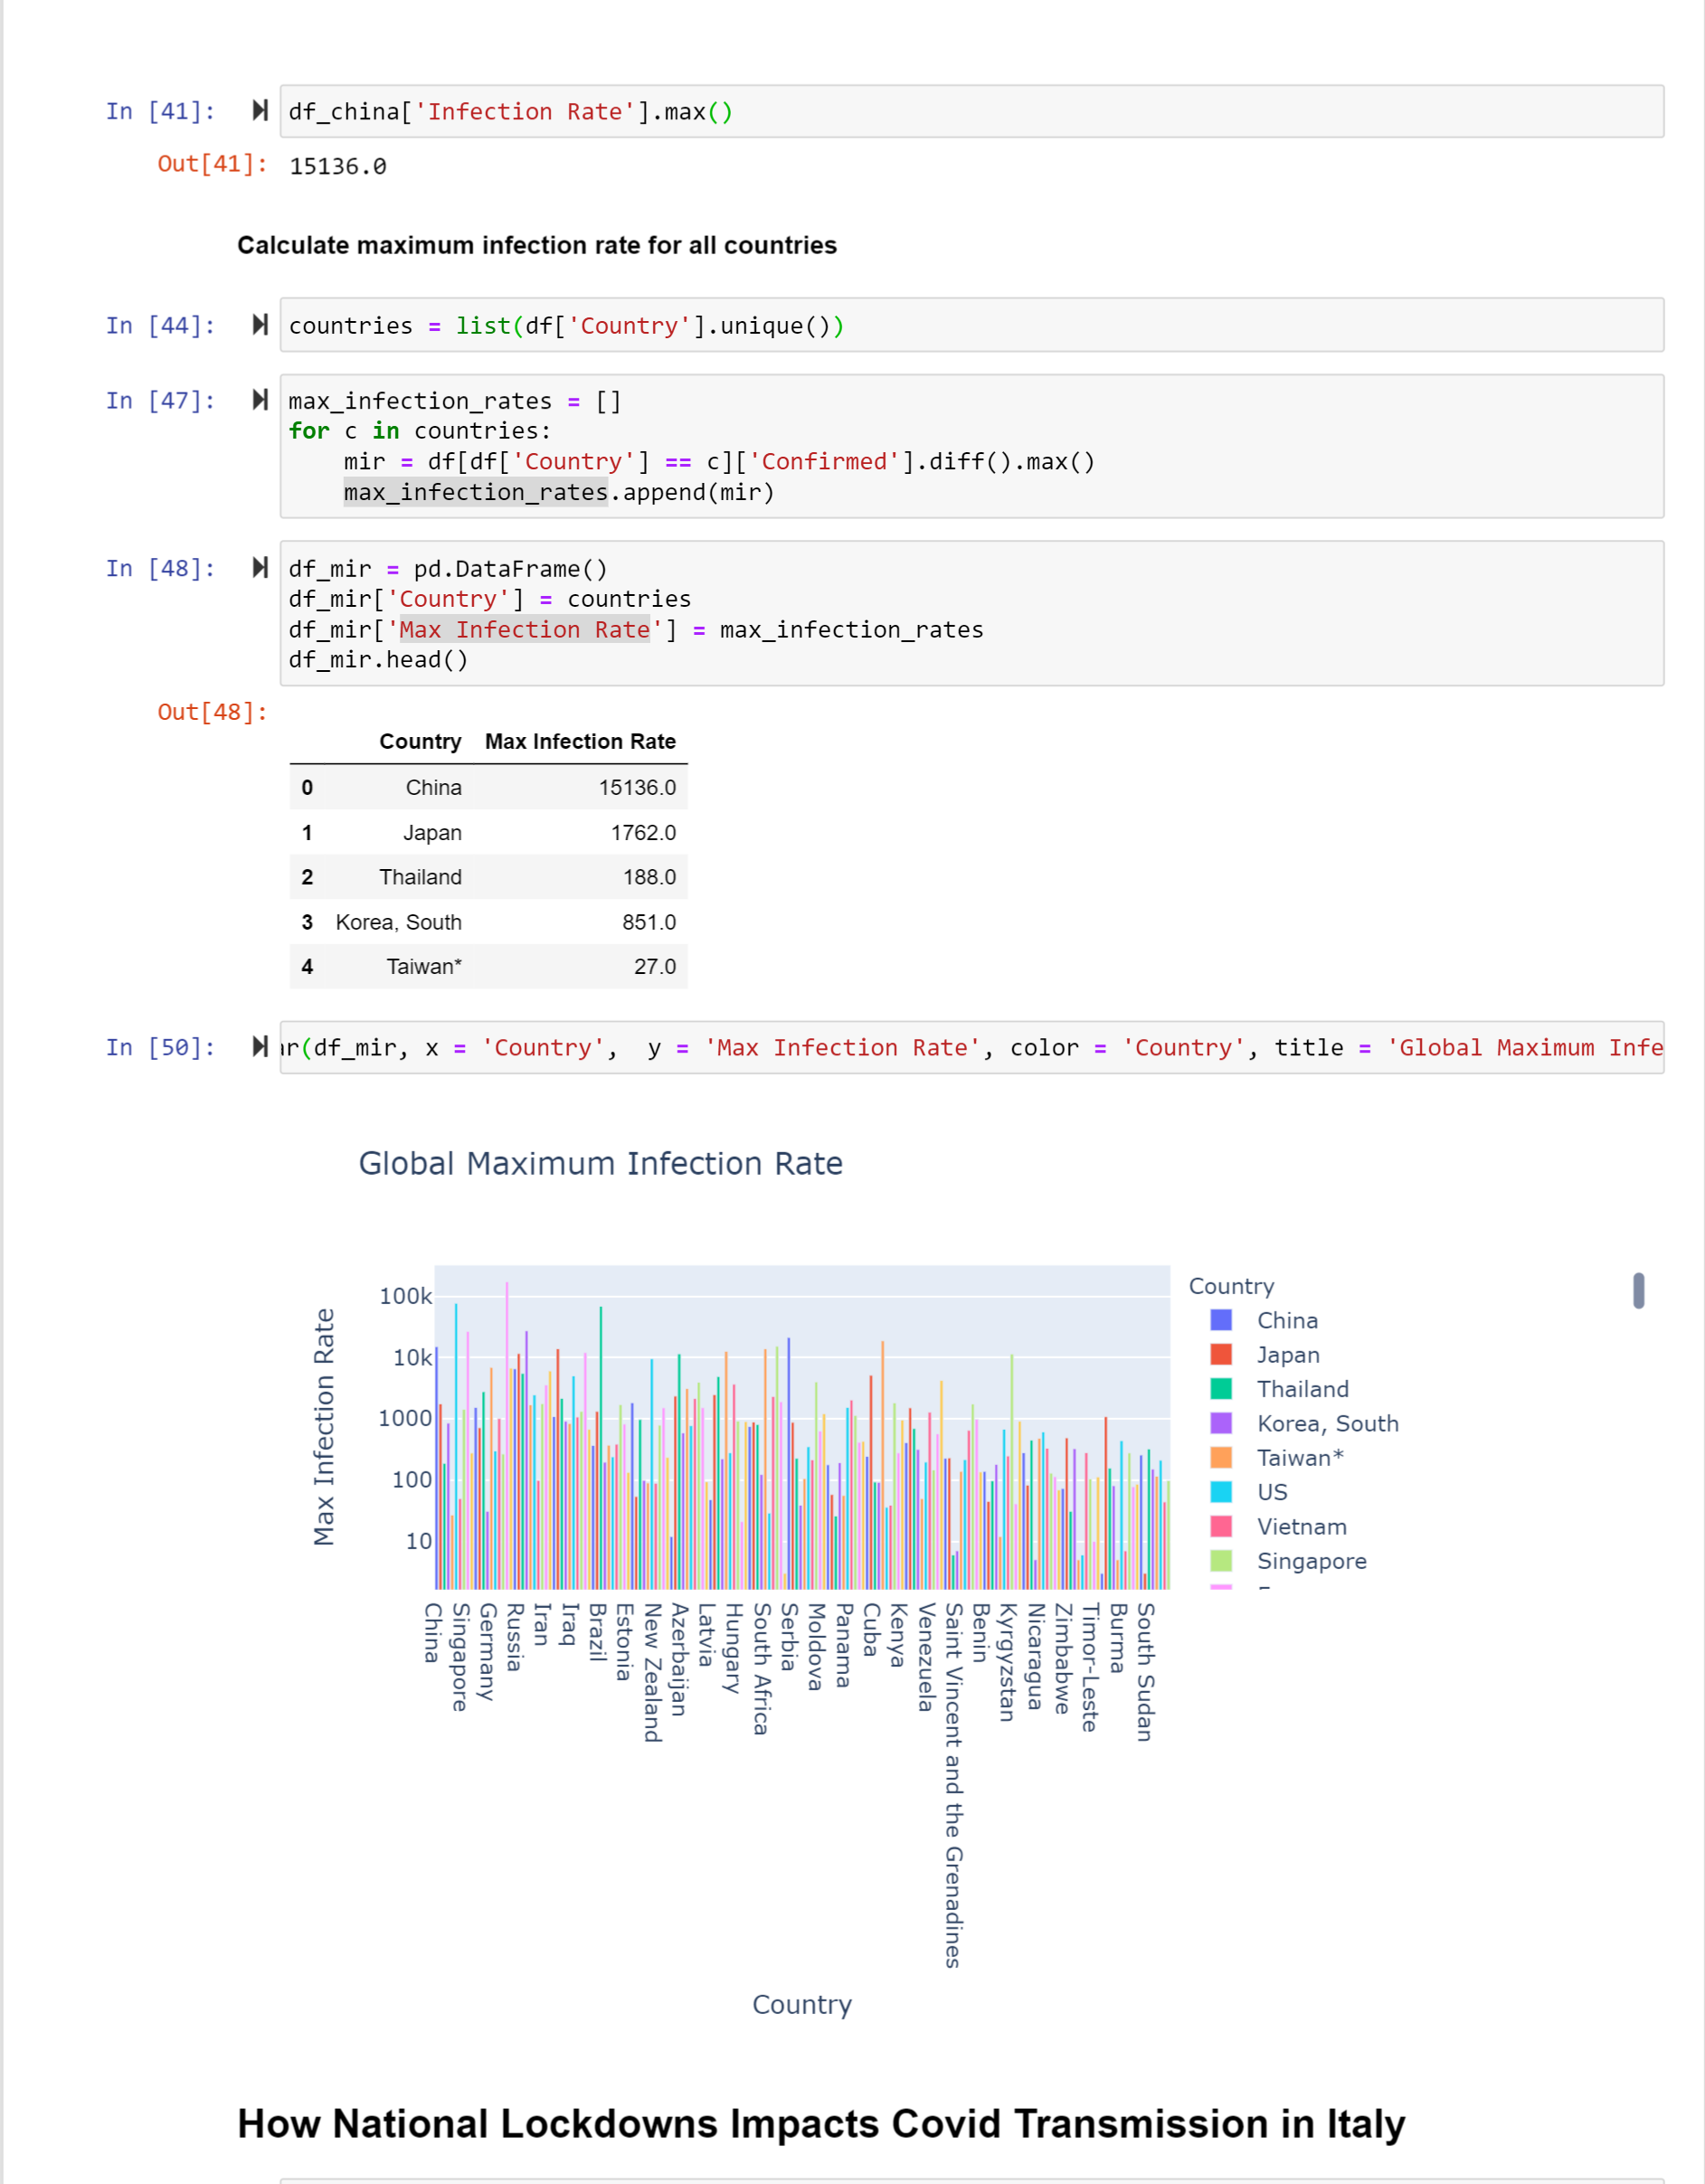 In [41]: df_china['Infection Rate'].max()
Out[41]: 15136.0
Calculate maximum infection rate for all countries
In [44]: countries = list(df['Country'].unique())
In [47]: max_infection_rates = []
for c in countries:
    mir = df[df['Country'] == c]['Confirmed'].diff().max()
    max_infection_rates.append(mir)
In [48]: df_mir = pd.DataFrame()
df_mir['Country'] = countries
df_mir['Max Infection Rate'] = max_infection_rates
df_mir.head()
Out[48]:
Country Max Infection Rate
0 China 15136.0
1 Japan 1762.0
2 Thailand 188.0
3 Korea, South 851.0
4 Taiwan* 27.0
In [50]: r(df_mir, x = 'Country',  y = 'Max Infection Rate', color = 'Country', title = 'Global Maximum Infe
Global Maximum Infection Rate
Max Infection Rate
100k
10k
1000
100
10
China
Singapore
Germany
Russia
Iran
Iraq
Brazil
Estonia
New Zealand
Azerbaijan
Latvia
Hungary
South Africa
Serbia
Moldova
Panama
Cuba
Kenya
Venezuela
Saint Vincent and the Grenadines
Benin
Kyrgyzstan
Nicaragua
Zimbabwe
Timor-Leste
Burma
South Sudan
Country
Country
China
Japan
Thailand
Korea, South
Taiwan*
US
Vietnam
Singapore
How National Lockdowns Impacts Covid Transmission in Italy